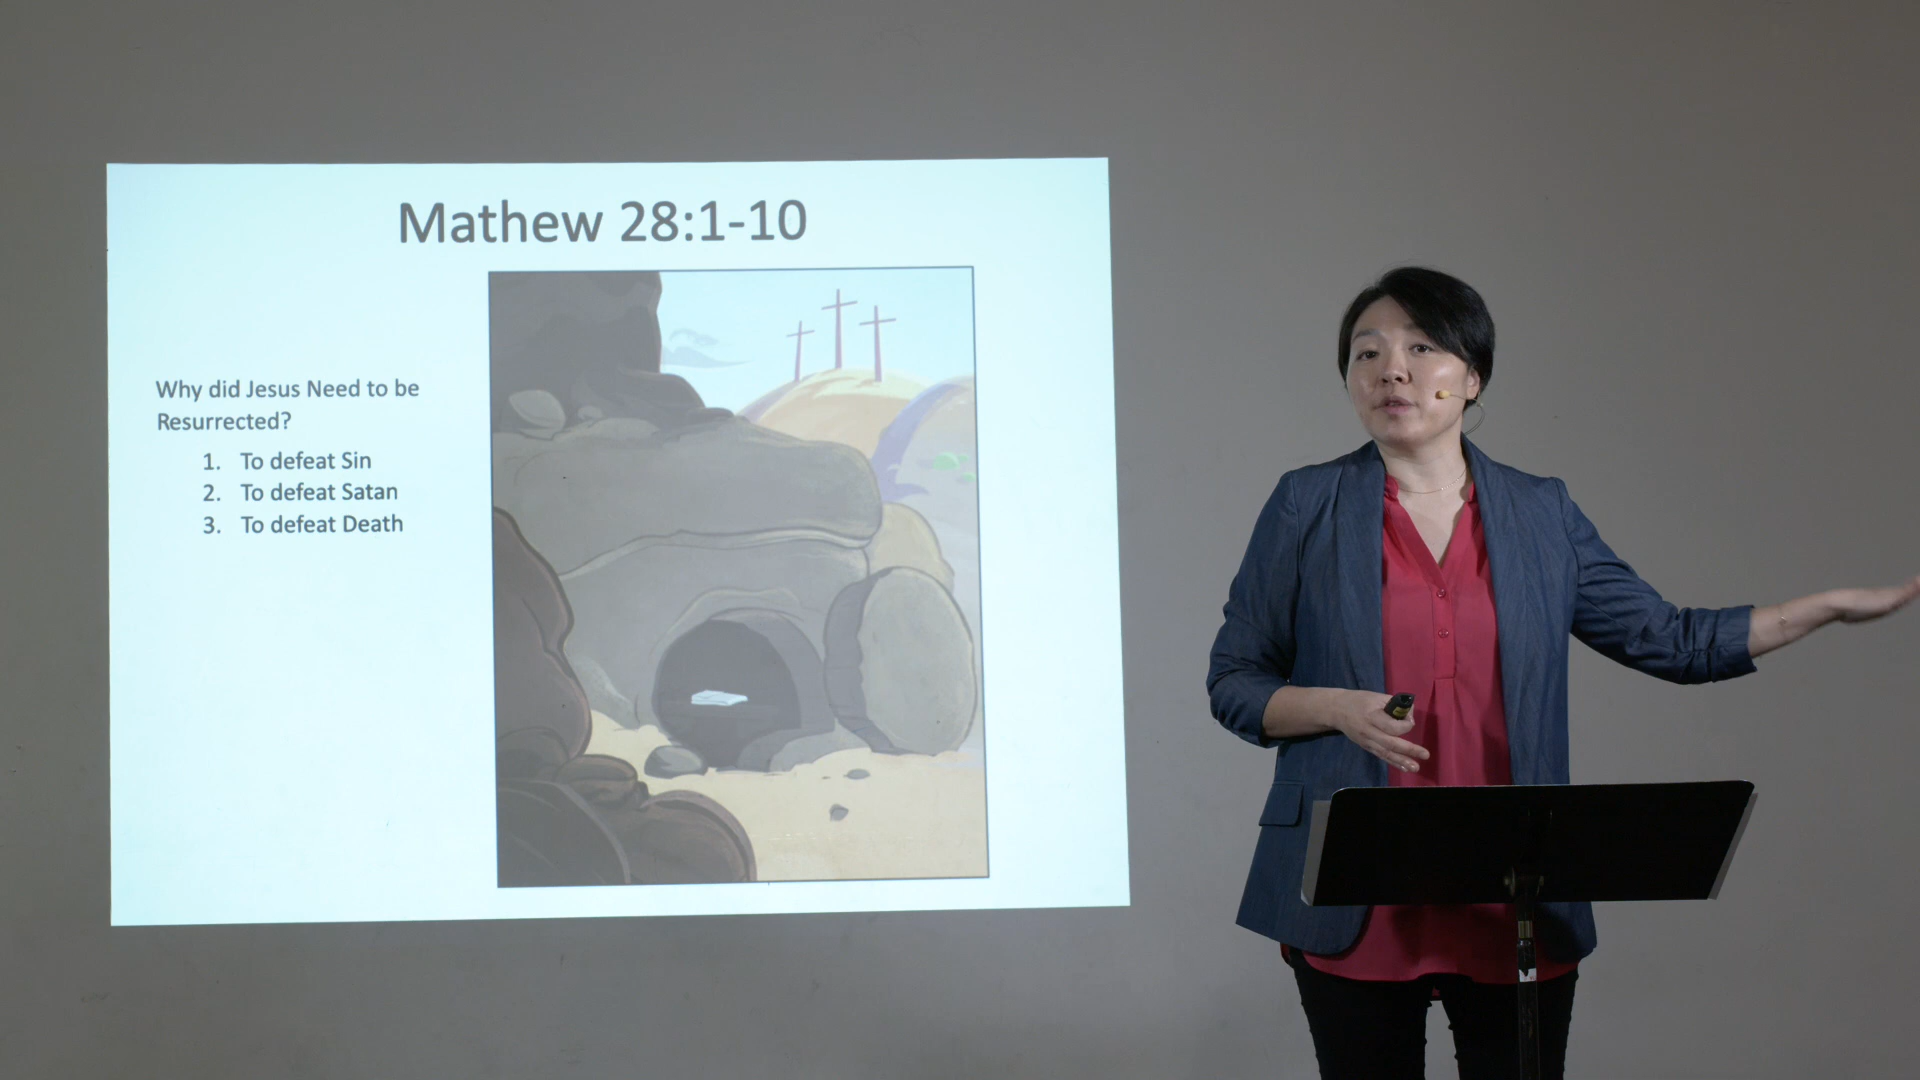 Mathew 28:1-10
Why did Jesus Need to be
Resurrected?
1. To defeat Sin
2. To defeat Satan
3. To defeat Death